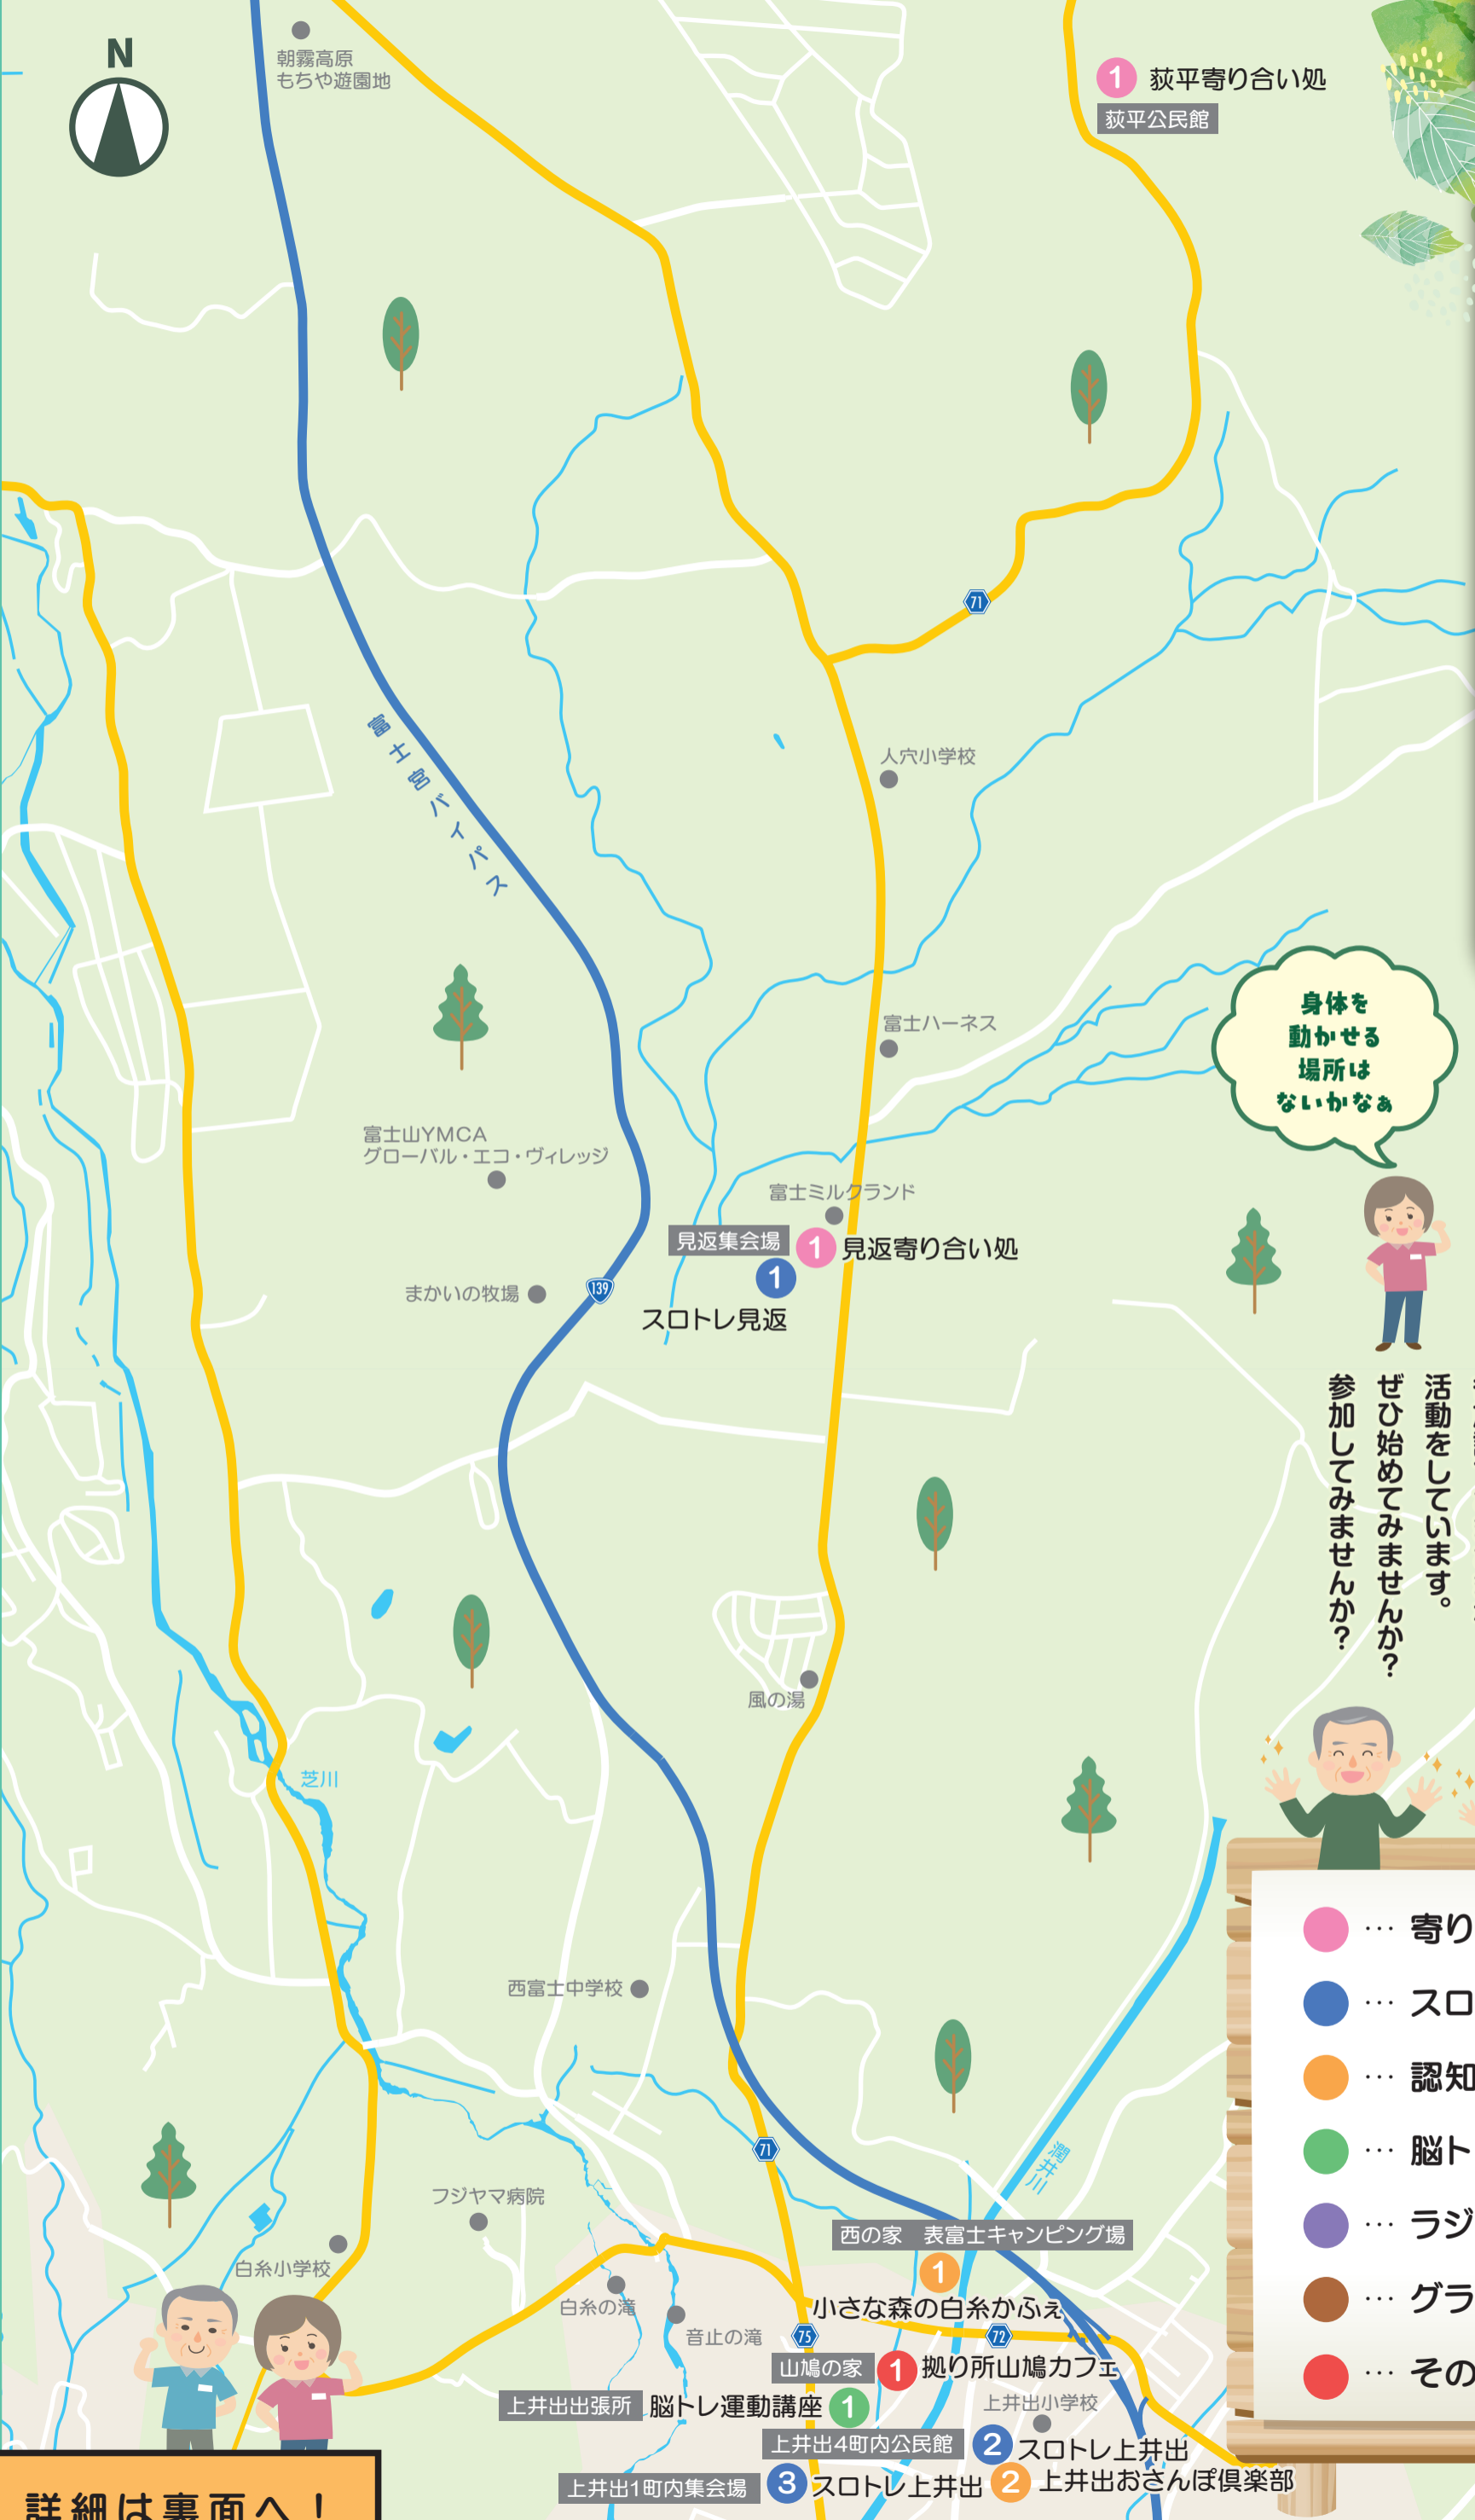 N
朝霧高原
もちや遊園地
1 荻平寄り合い処
荻平公民館
71
富士宮バイパス
人穴小学校
富士ハーネス
身体を
動かせる
場所は
ないかなぁ
富士山YMCA
グローバル・エコ・ヴィレッジ
富士ミルクランド
見返集会場 1 見返寄り合い処
1
スロトレ見返
まかいの牧場
139
活動をしています。
ぜひ始めてみませんか？
参加してみませんか？
風の湯
芝川
… 寄り
… スロ
… 認知
… 脳ト
… ラジ
… グラ
… その
西富士中学校
71
潤井川
フジヤマ病院
白糸小学校
西の家 表富士キャンピング場
1
小さな森の白糸かふぇ
白糸の滝
音止の滝
75
72
山鳩の家 1 拠り所山鳩カフェ
上井出出張所 脳トレ運動講座 1
上井出小学校
上井出4町内公民館 2 スロトレ上井出
上井出1町内集会場 3 スロトレ上井出 2 上井出おさんぽ倶楽部
詳細は裏面へ！